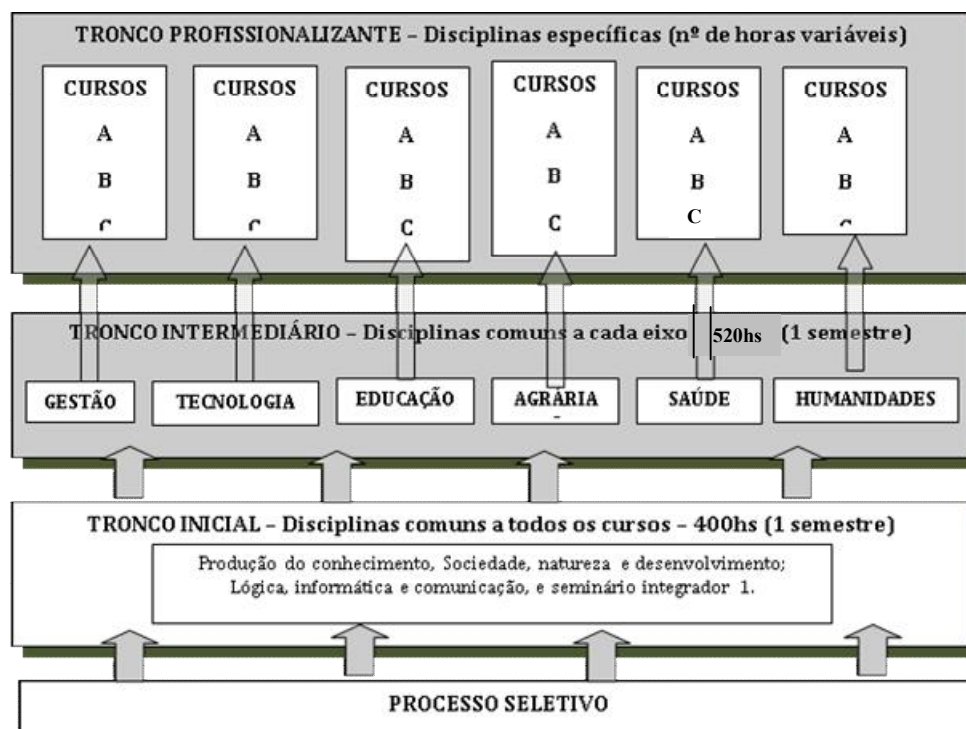 TRONCO PROFISSIONALIZANTE – Disciplinas específicas (nº de horas variáveis)
CURSOS CURSOS CURSOS CURSOS CURSOS CURSOS
A A A A A A
B B B B B B
C C C C C C
TRONCO INTERMEDIÁRIO – Disciplinas comuns a cada eixo 520hs (1 semestre)
GESTÃO TECNOLOGIA EDUCAÇÃO AGRÁRIA SAÚDE HUMANIDADES
TRONCO INICIAL – Disciplinas comuns a todos os cursos – 400hs (1 semestre)
Produção do conhecimento, Sociedade, natureza e desenvolvimento;
Lógica, informática e comunicação, e seminário integrador 1.
PROCESSO SELETIVO